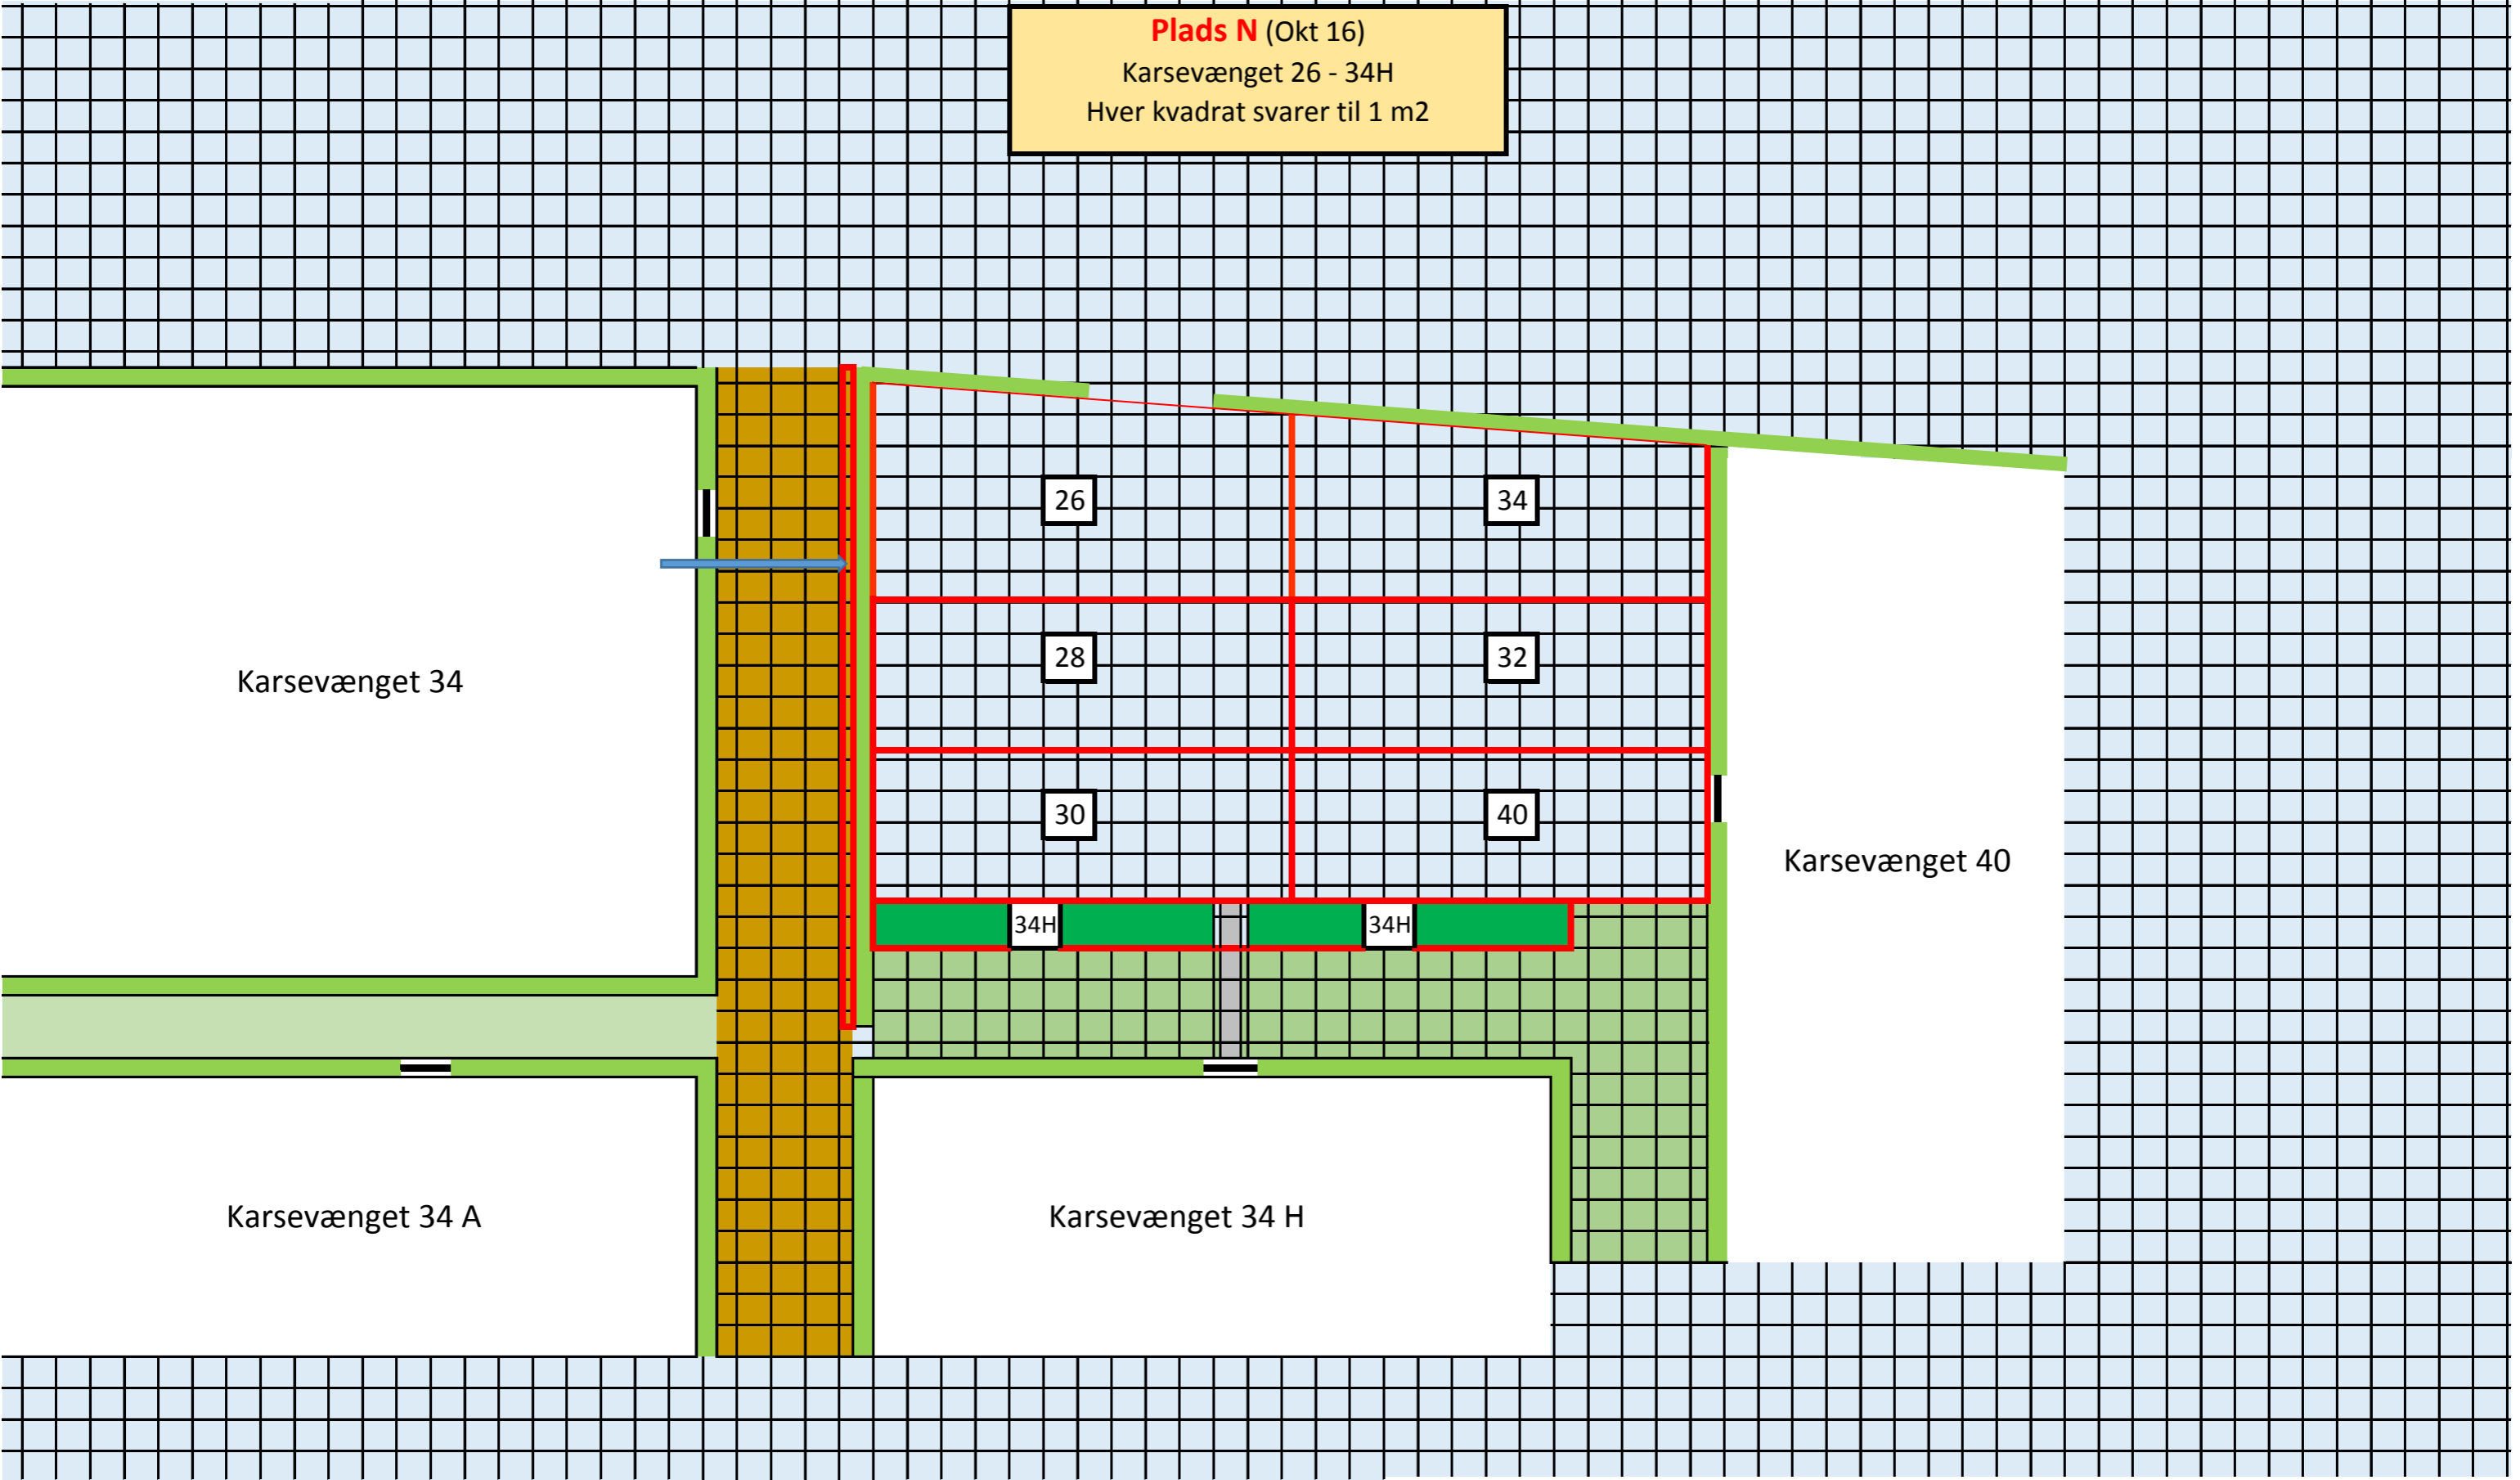 Plads N (Okt 16)
Karsevænget 26 - 34H
Hver kvadrat svarer til 1 m2
26
34
Karsevænget 34
28
32
30
40
Karsevænget 40
34H
34H
Karsevænget 34 A
Karsevænget 34 H